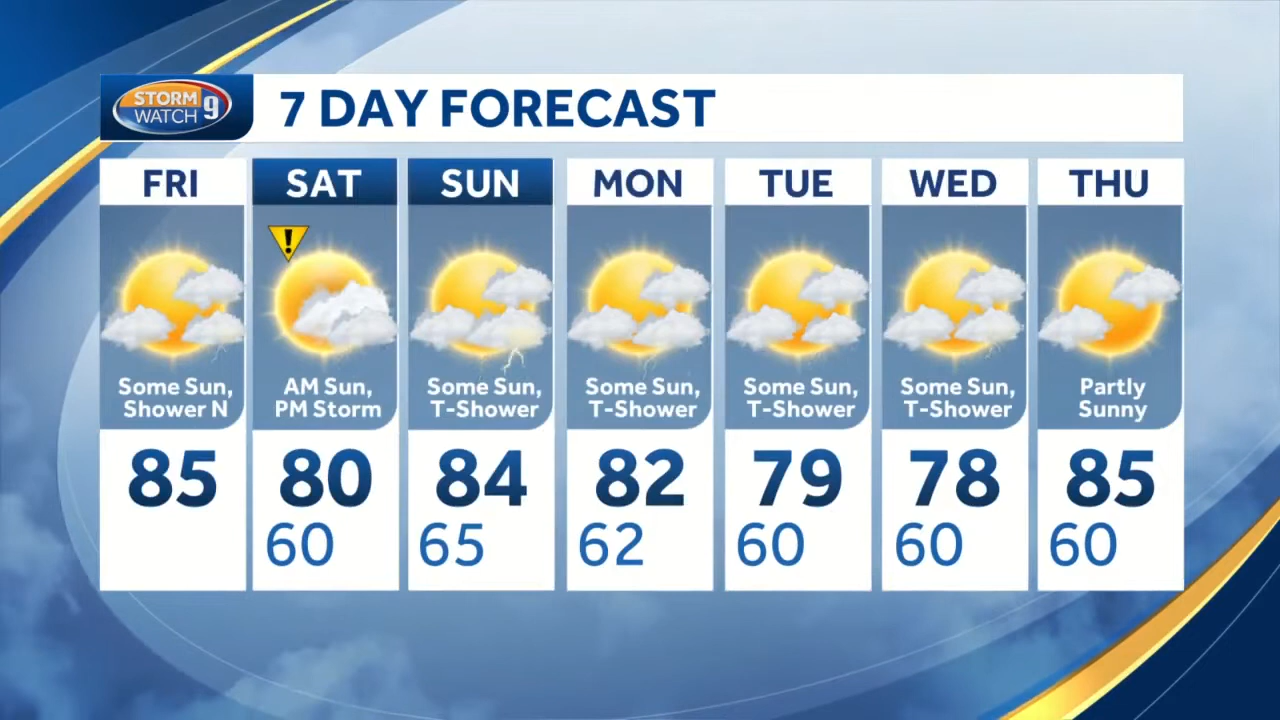 STORM
WATCH 9
7 DAY FORECAST
FRI SAT SUN MON TUE WED THU
!
Some Sun, AM Sun, Some Sun, Some Sun, Some Sun, Some Sun, Partly
Shower N PM Storm T-Shower T-Shower T-Shower T-Shower Sunny
85 80 84 82 79 78 85
60 65 62 60 60 60